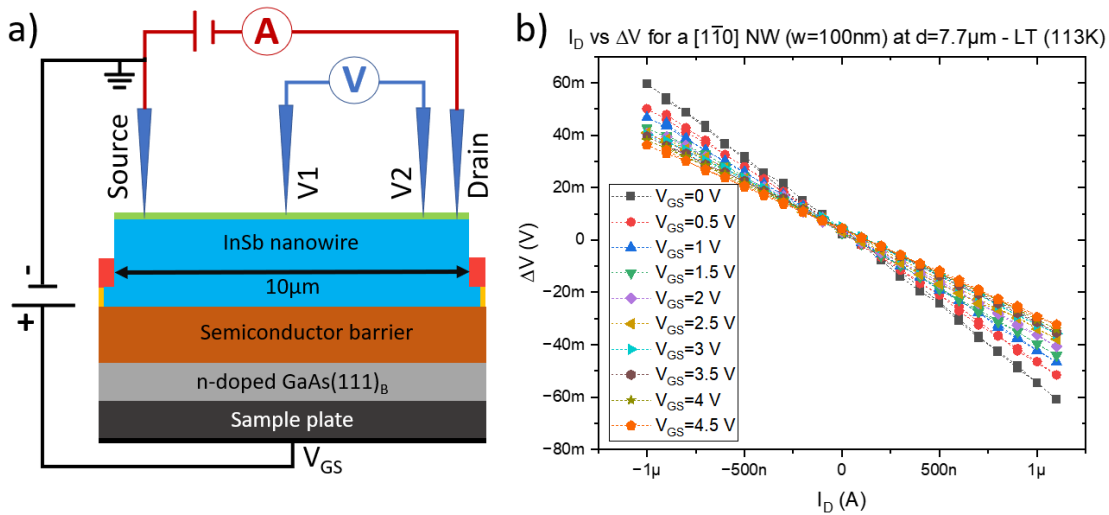 a)
A
V
Source
V1
V2
Drain
InSb nanowire
10μm
Semiconductor barrier
n-doped GaAs(111)B
Sample plate
-
+
VGS
b)
ID vs ΔV for a [11̅0] NW (w=100nm) at d=7.7μm - LT (113K)
60m
40m
20m
0
−20m
−40m
−60m
−80m
ΔV (V)
VGS=0 V
VGS=0.5 V
VGS=1 V
VGS=1.5 V
VGS=2 V
VGS=2.5 V
VGS=3 V
VGS=3.5 V
VGS=4 V
VGS=4.5 V
−1μ
−500n
0
500n
1μ
ID (A)